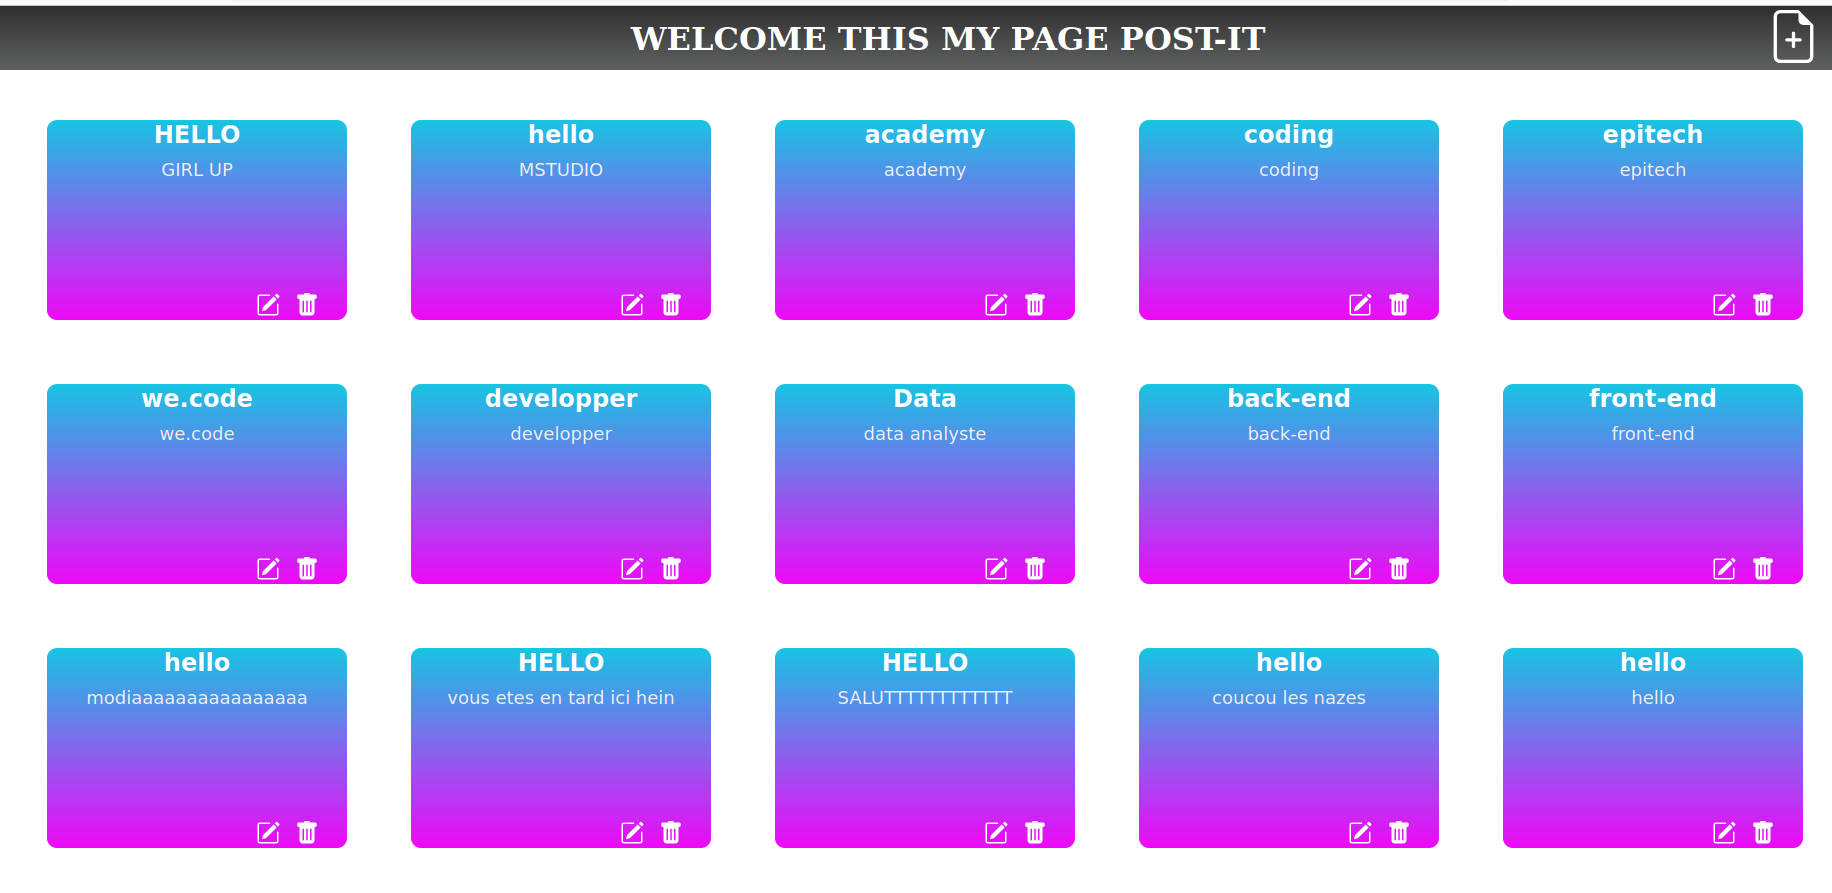 WELCOME THIS MY PAGE POST-IT
HELLO
GIRL UP
hello
MSTUDIO
academy
academy
coding
coding
epitech
epitech
we.code
we.code
developper
developper
Data
data analyste
back-end
back-end
front-end
front-end
hello
modiaaaaaaaaaaaaaaaaa
HELLO
vous etes en tard ici hein
HELLO
SALUTTTTTTTTTTTTT
hello
coucou les nazes
hello
hello